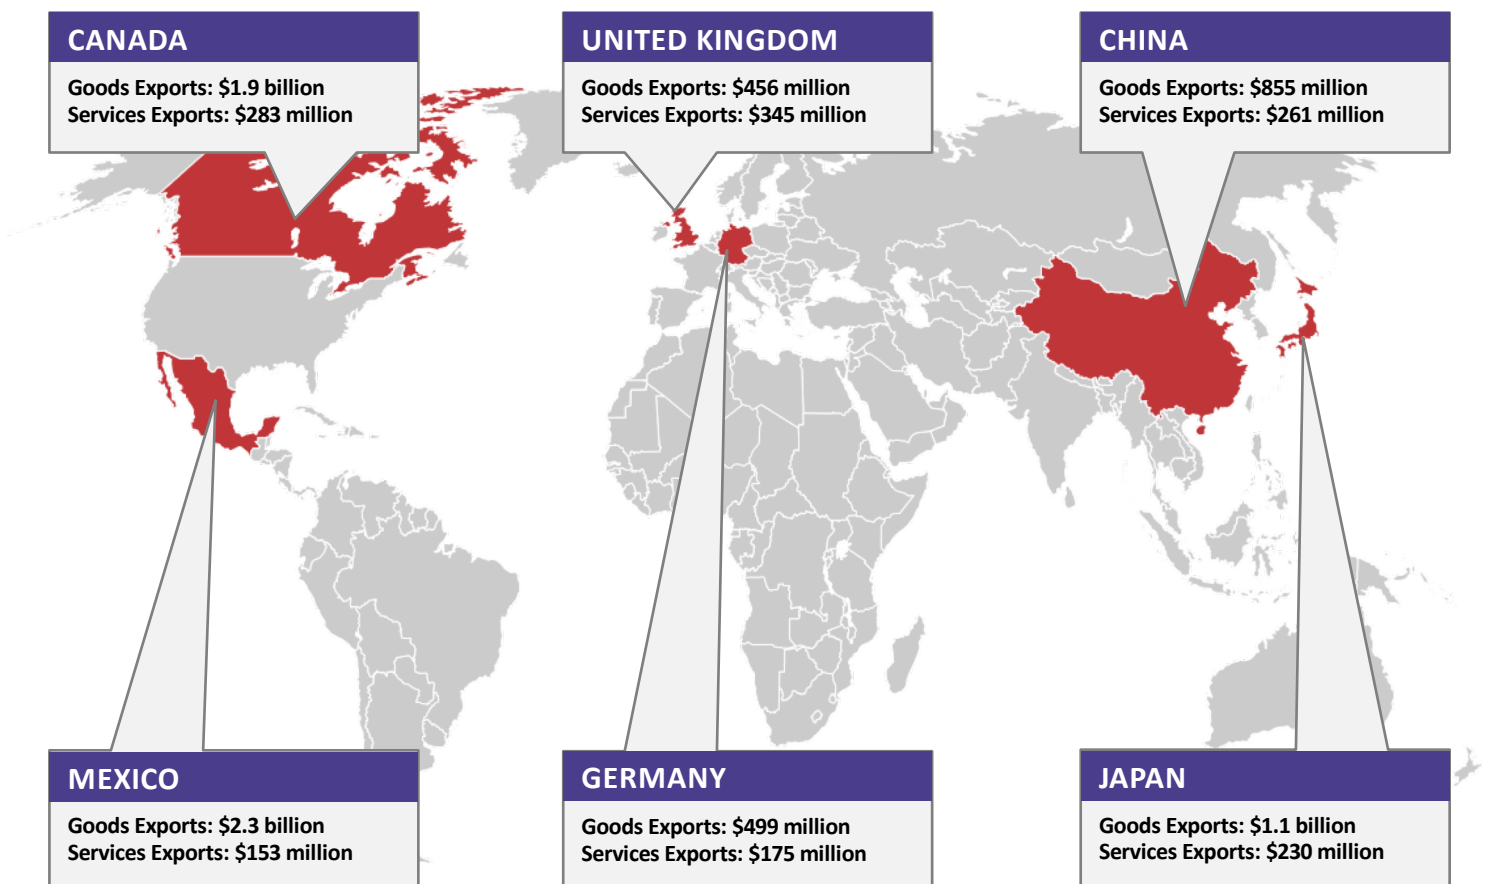 CANADA
Goods Exports: $1.9 billion
Services Exports: $283 million
UNITED KINGDOM
Goods Exports: $456 million
Services Exports: $345 million
CHINA
Goods Exports: $855 million
Services Exports: $261 million
MEXICO
Goods Exports: $2.3 billion
Services Exports: $153 million
GERMANY
Goods Exports: $499 million
Services Exports: $175 million
JAPAN
Goods Exports: $1.1 billion
Services Exports: $230 million